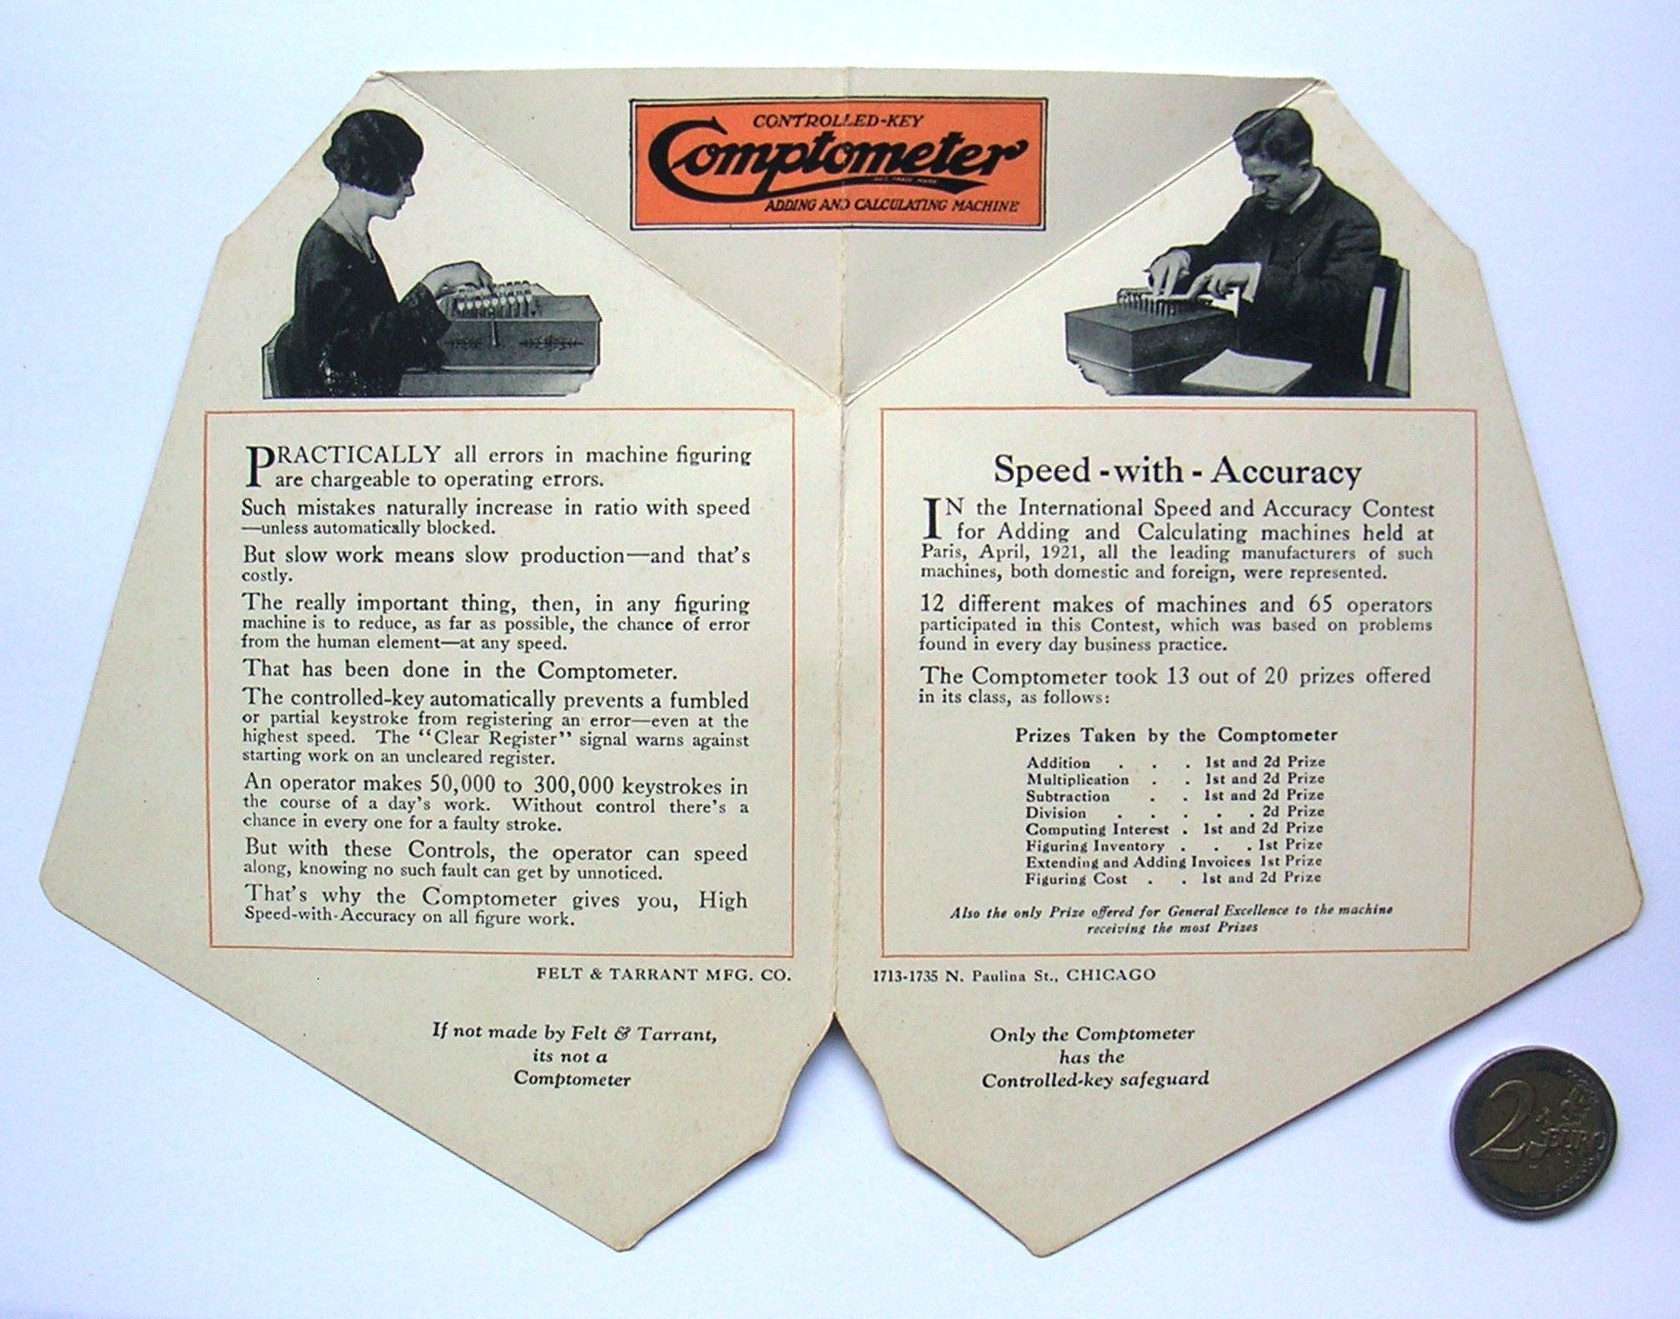 CONTROLLED-KEY
Comptometer
REG. TRADE MARK
ADDING AND CALCULATING MACHINE
PRACTICALLY all errors in machine figuring
are chargeable to operating errors.
Such mistakes naturally increase in ratio with speed
—unless automatically blocked.
But slow work means slow production—and that's
costly.
The really important thing, then, in any figuring
machine is to reduce, as far as possible, the chance of error
from the human element—at any speed.
That has been done in the Comptometer.
The controlled-key automatically prevents a fumbled
or partial keystroke from registering an error—even at the
highest speed. The "Clear Register" signal warns against
starting work on an uncleared register.
An operator makes 50,000 to 300,000 keystrokes in
the course of a day's work. Without control there's a
chance in every one for a faulty stroke.
But with these Controls, the operator can speed
along, knowing no such fault can get by unnoticed.
That's why the Comptometer gives you, High
Speed-with-Accuracy on all figure work.
FELT & TARRANT MFG. CO.
If not made by Felt & Tarrant,
its not a
Comptometer
Speed-with-Accuracy
IN the International Speed and Accuracy Contest
for Adding and Calculating machines held at
Paris, April, 1921, all the leading manufacturers of such
machines, both domestic and foreign, were represented.
12 different makes of machines and 65 operators
participated in this Contest, which was based on problems
found in every day business practice.
The Comptometer took 13 out of 20 prizes offered
in its class, as follows:
Prizes Taken by the Comptometer
Addition . . . 1st and 2d Prize
Multiplication . . 1st and 2d Prize
Subtraction . . 1st and 2d Prize
Division . . . . . 2d Prize
Computing Interest . 1st and 2d Prize
Figuring Inventory . . . 1st Prize
Extending and Adding Invoices 1st Prize
Figuring Cost . . 1st and 2d Prize
Also the only Prize offered for General Excellence to the machine
receiving the most Prizes
1713-1735 N. Paulina St., CHICAGO
Only the Comptometer
has the
Controlled-key safeguard
2 EURO